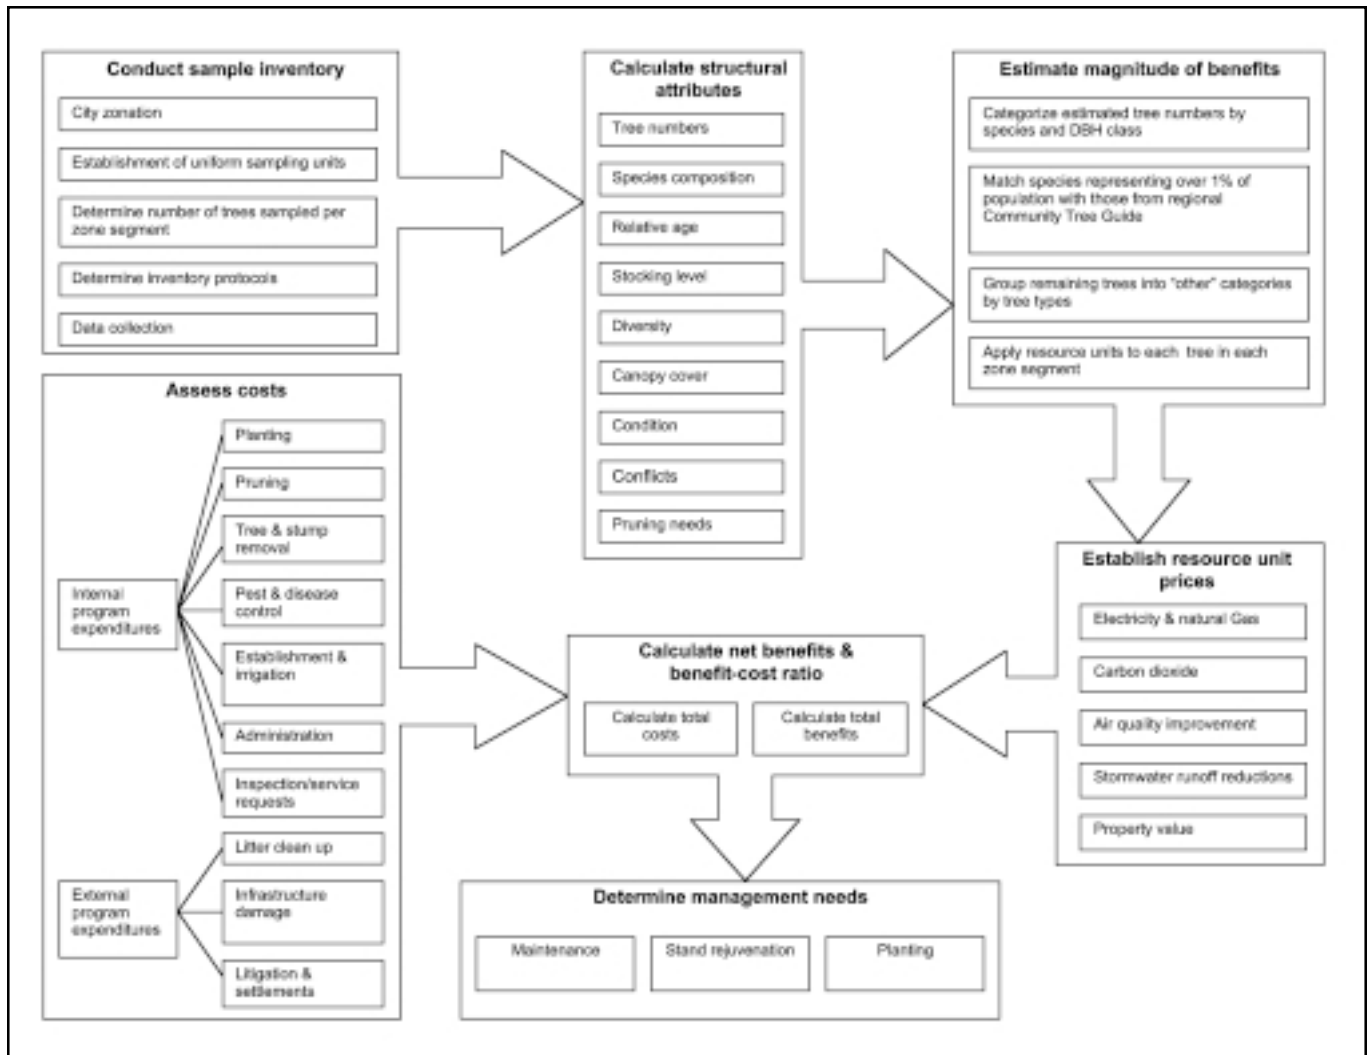 Conduct sample inventory
City zonation
Establishment of uniform sampling units
Determine number of trees sampled per
zone segment
Determine inventory protocols
Data collection
Calculate structural
attributes
Tree numbers
Species composition
Relative age
Stocking level
Diversity
Canopy cover
Condition
Conflicts
Pruning needs
Estimate magnitude of benefits
Categorize estimated tree numbers by
species and DBH class
Match species representing over 1% of
population with those from regional
Community Tree Guide
Group remaining trees into "other" categories
by tree types
Apply resource units to each tree in each
zone segment
Assess costs
Internal
program
expenditures
Planting
Pruning
Tree & stump
removal
Pest & disease
control
Establishment &
irrigation
Administration
Inspection/service
requests
External
program
expenditures
Litter clean up
Infrastructure
damage
Litigation &
settlements
Establish resource unit
prices
Electricity & natural Gas
Carbon dioxide
Air quality improvement
Stormwater runoff reductions
Property value
Calculate net benefits &
benefit-cost ratio
Calculate total
costs
Calculate total
benefits
Determine management needs
Maintenance
Stand rejuvenation
Planting